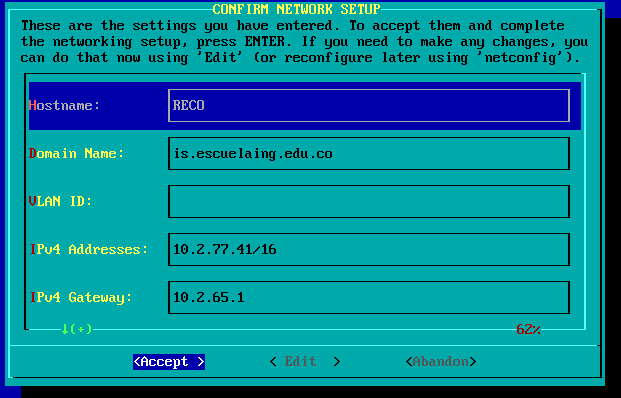 CONFIRM NETWORK SETUP
These are the settings you have entered. To accept them and complete
the networking setup, press ENTER. If you need to make any changes, you
can do that now using 'Edit' (or reconfigure later using 'netconfig').
Hostname: RECO
Domain Name: is.escuelaing.edu.co
VLAN ID:
IPv4 Addresses: 10.2.77.41/16
IPv4 Gateway: 10.2.65.1
↓(+) 62%
<Accept > < Edit > <Abandon>